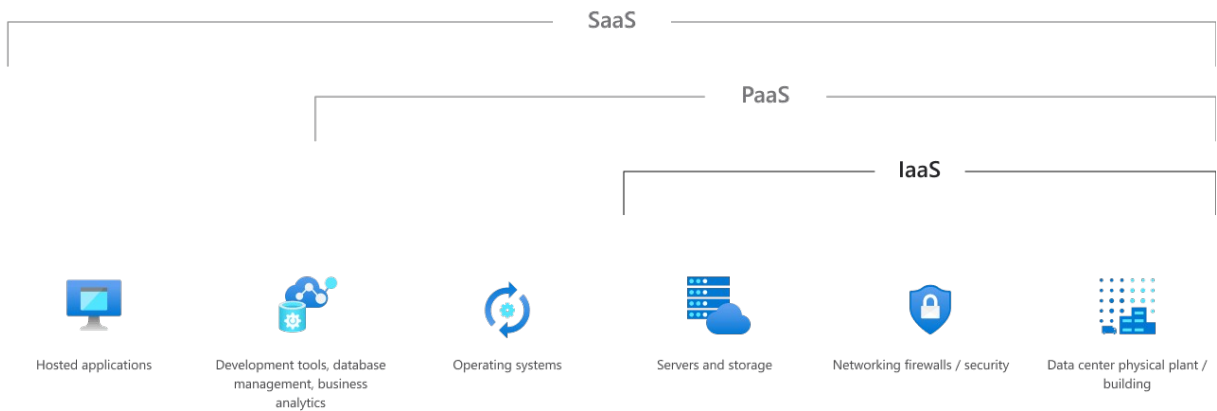 SaaS
PaaS
IaaS
Hosted applications
Development tools, database
management, business
analytics
Operating systems
Servers and storage
Networking firewalls / security
Data center physical plant /
building